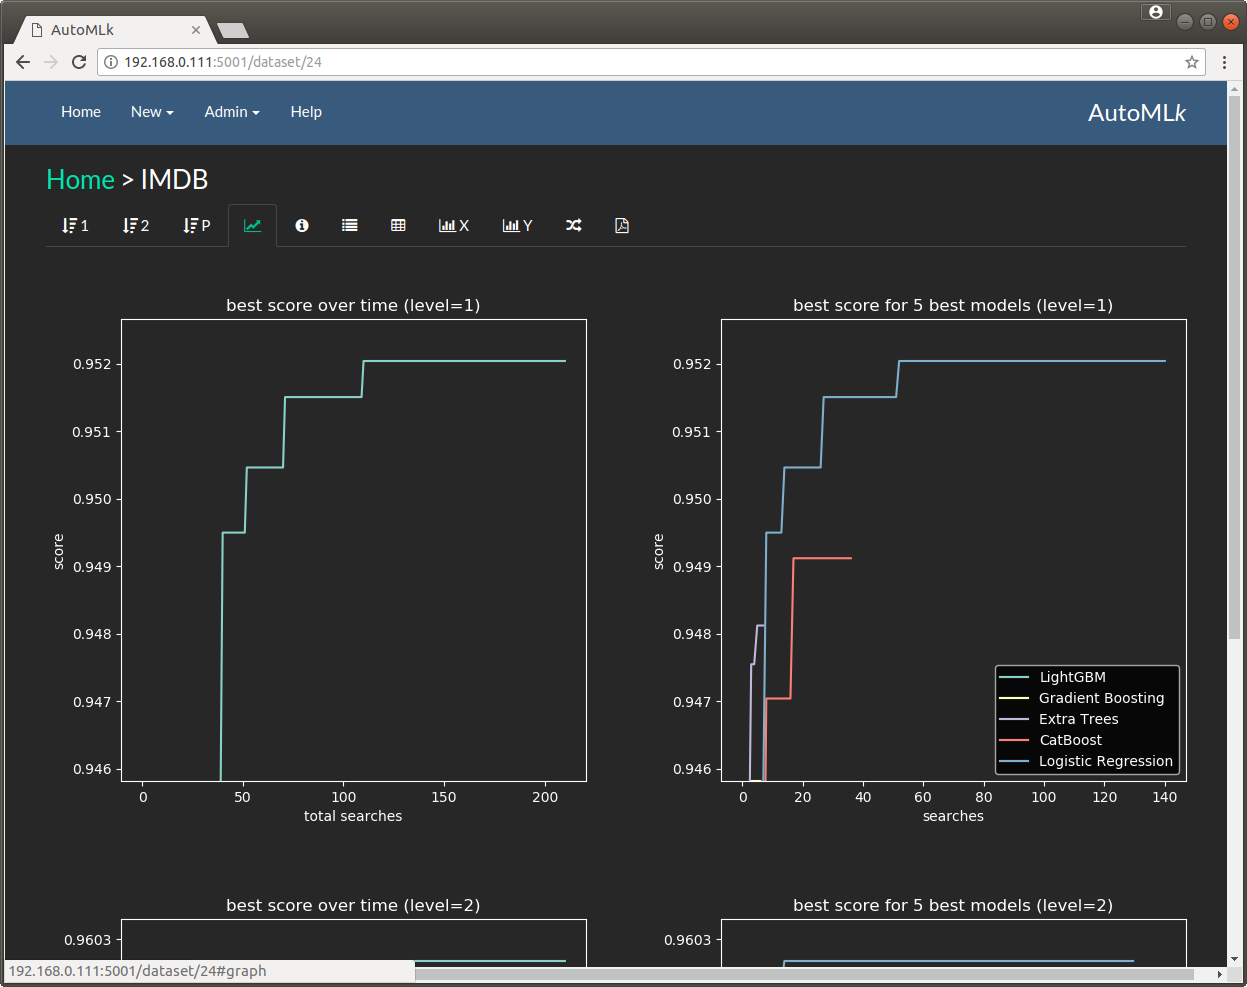 AutoMLk
192.168.0.111:5001/dataset/24
Home New Admin Help AutoMLk
Home > IMDB
1 2 P X Y
best score over time (level=1)
0.952
0.951
0.950
0.949
0.948
0.947
0.946
score
0 50 100 150 200
total searches
best score for 5 best models (level=1)
0.952
0.951
0.950
0.949
0.948
0.947
0.946
score
LightGBM
Gradient Boosting
Extra Trees
CatBoost
Logistic Regression
0 20 40 60 80 100 120 140
searches
best score over time (level=2)
0.9603
best score for 5 best models (level=2)
0.9603
192.168.0.111:5001/dataset/24#graph